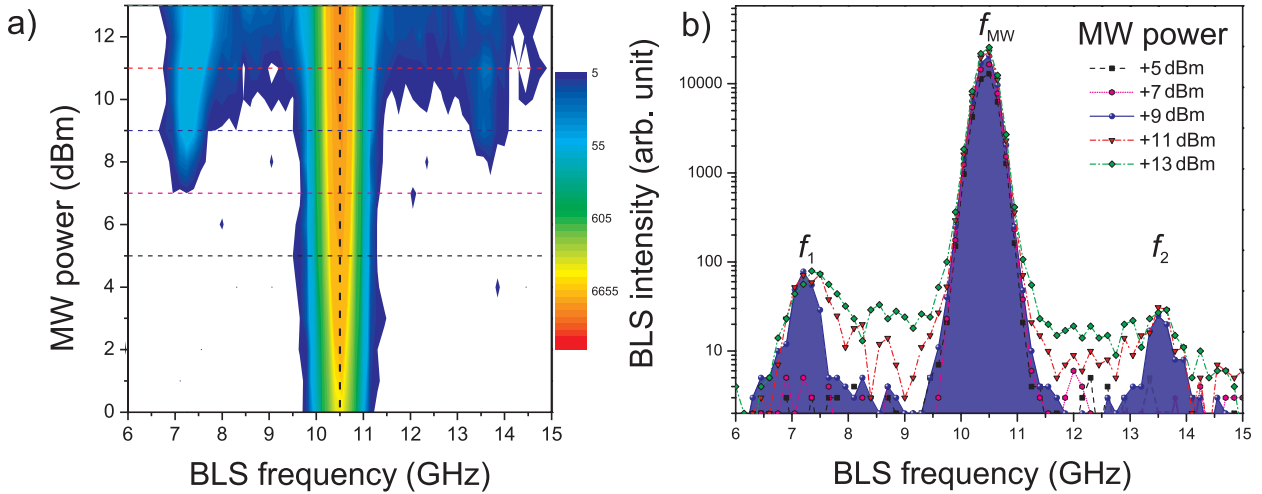 a)
MW power (dBm)
12
10
8
6
4
2
0
6 7 8 9 10 11 12 13 14 15
BLS frequency (GHz)
5
55
605
6655
b)
BLS intensity (arb. unit)
10000
1000
100
10
f1
fMW
f2
MW power
+5 dBm
+7 dBm
+9 dBm
+11 dBm
+13 dBm
6 7 8 9 10 11 12 13 14 15
BLS frequency (GHz)